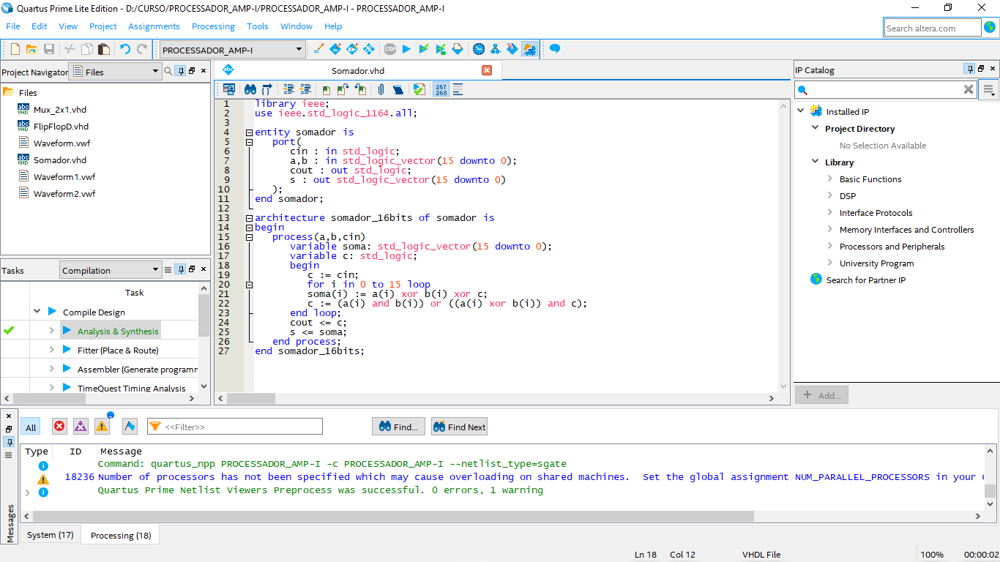 Quartus Prime Lite Edition - D:/CURSO/PROCESSADOR_AMP-I/PROCESSADOR_AMP-I - PROCESSADOR_AMP-I
File Edit View Project Assignments Processing Tools Window Help
Search altera.com
PROCESSADOR_AMP-I
STOP
Project Navigator Files
Files
Mux_2x1.vhd
FlipFlopD.vhd
Waveform.vwf
Somador.vhd
Waveform1.vwf
Waveform2.vwf
Tasks Compilation
Task
Compile Design
Analysis & Synthesis
Fitter (Place & Route)
Assembler (Generate programm
TimeQuest Timing Analysis
abc Somador.vhd
267
268
1 library ieee;
2 use ieee.std_logic_1164.all;
3
4 entity somador is
5 port(
6 cin : in std_logic;
7 a,b : in std_logic_vector(15 downto 0);
8 cout : out std_logic;
9 s : out std_logic_vector(15 downto 0)
10 );
11 end somador;
12
13 architecture somador_16bits of somador is
14 begin
15 process(a,b,cin)
16 variable soma: std_logic_vector(15 downto 0);
17 variable c: std_logic;
18 begin
19 c := cin;
20 for i in 0 to 15 loop
21 soma(i) := a(i) xor b(i) xor c;
22 c := (a(i) and b(i)) or ((a(i) xor b(i)) and c);
23 end loop;
24 cout <= c;
25 s <= soma;
26 end process;
27 end somador_16bits;
IP Catalog
Installed IP
Project Directory
No Selection Available
Library
Basic Functions
DSP
Interface Protocols
Memory Interfaces and Controllers
Processors and Peripherals
University Program
Search for Partner IP
+ Add...
All <<Filter>> Find... Find Next
Type ID Message
Command: quartus_npp PROCESSADOR_AMP-I -c PROCESSADOR_AMP-I --netlist_type=sgate
18236 Number of processors has not been specified which may cause overloading on shared machines. Set the global assignment NUM_PARALLEL_PROCESSORS in your
Quartus Prime Netlist Viewers Preprocess was successful. 0 errors, 1 warning
Messages
System (17) Processing (18)
Ln 18 Col 12 VHDL File 100% 00:00:02